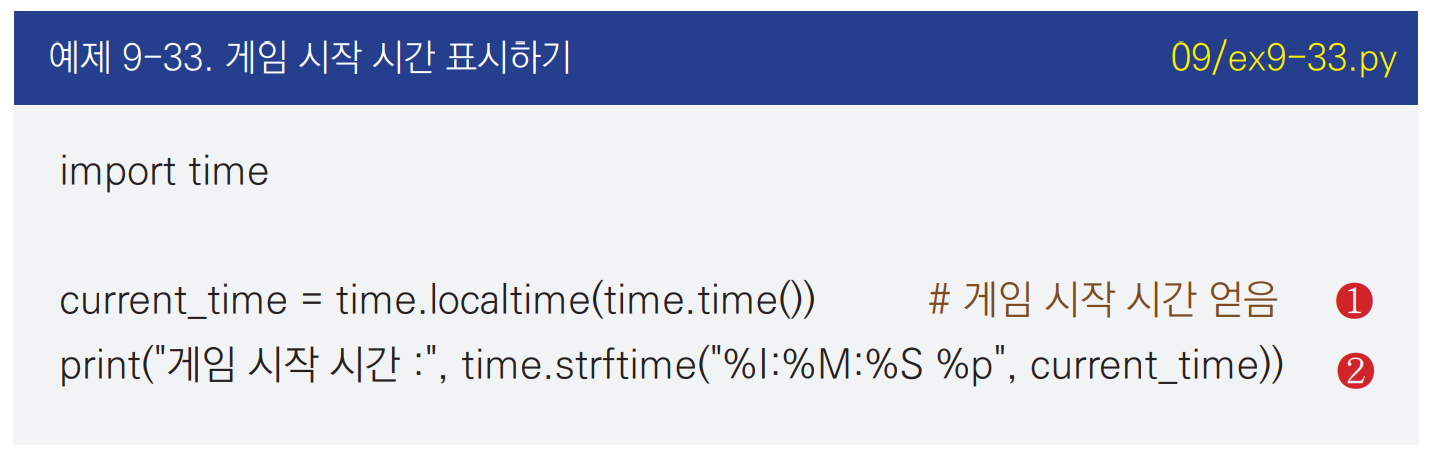 예제 9-33. 게임 시작 시간 표시하기 09/ex9-33.py
import time
current_time = time.localtime(time.time()) # 게임 시작 시간 얻음 ❶
print("게임 시작 시간 :", time.strftime("%I:%M:%S %p", current_time)) ❷